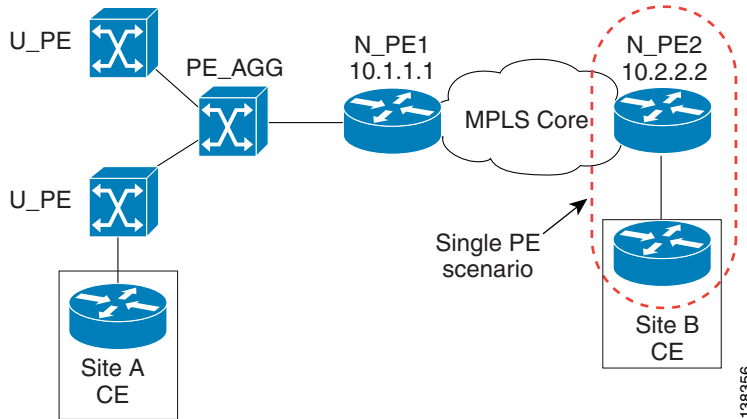 U_PE
PE_AGG
N_PE1
10.1.1.1
N_PE2
10.2.2.2
MPLS Core
U_PE
Single PE
scenario
Site A
CE
Site B
CE
138356